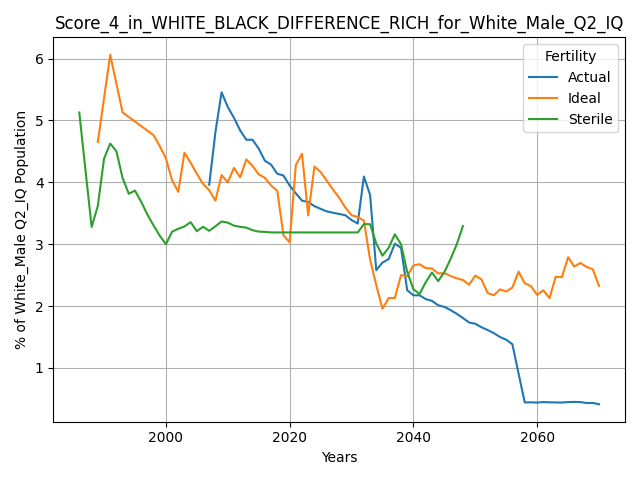 Score_4_in_WHITE_BLACK_DIFFERENCE_RICH_for_White_Male_Q2_IQ
Fertility
Actual
Ideal
Sterile
% of White_Male Q2_IQ Population
6
5
4
3
2
1
2000 2020 2040 2060
Years